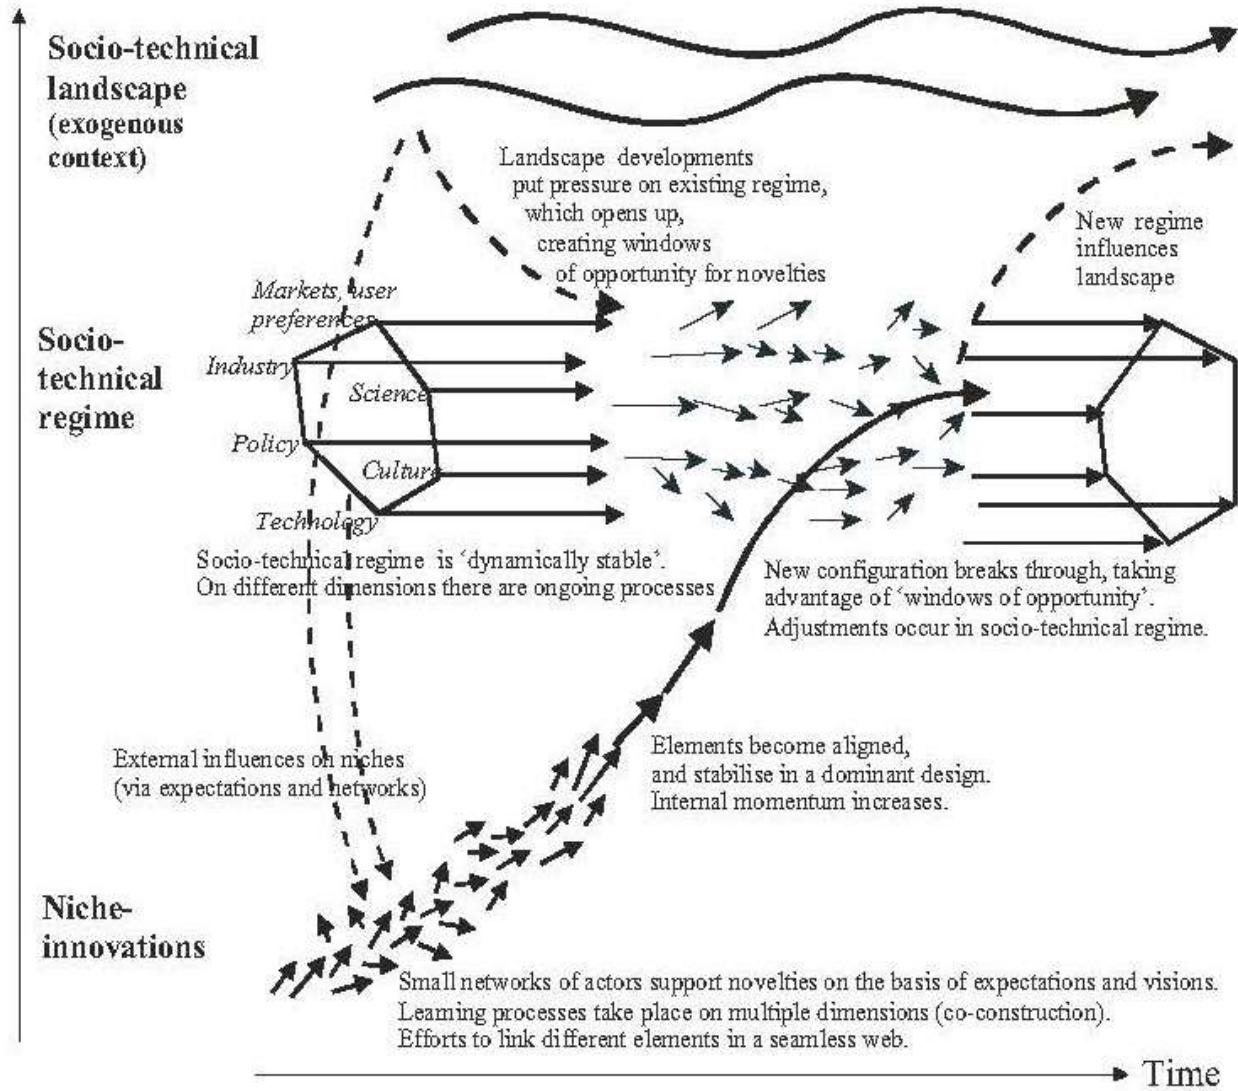 Socio-technical
landscape
(exogenous
context)
Landscape developments
put pressure on existing regime,
which opens up,
creating windows
of opportunity for novelties
New regime
influences
landscape
Markets, user
preferences
Socio-
technical
regime
Industry
Science
Policy
Culture
Technology
Socio-technical regime is ‘dynamically stable’.
On different dimensions there are ongoing processes
New configuration breaks through, taking
advantage of ‘windows of opportunity’.
Adjustments occur in socio-technical regime.
External influences on niches
(via expectations and networks)
Elements become aligned,
and stabilise in a dominant design.
Internal momentum increases.
Niche-
innovations
Small networks of actors support novelties on the basis of expectations and visions.
Learning processes take place on multiple dimensions (co-construction).
Efforts to link different elements in a seamless web.
Time